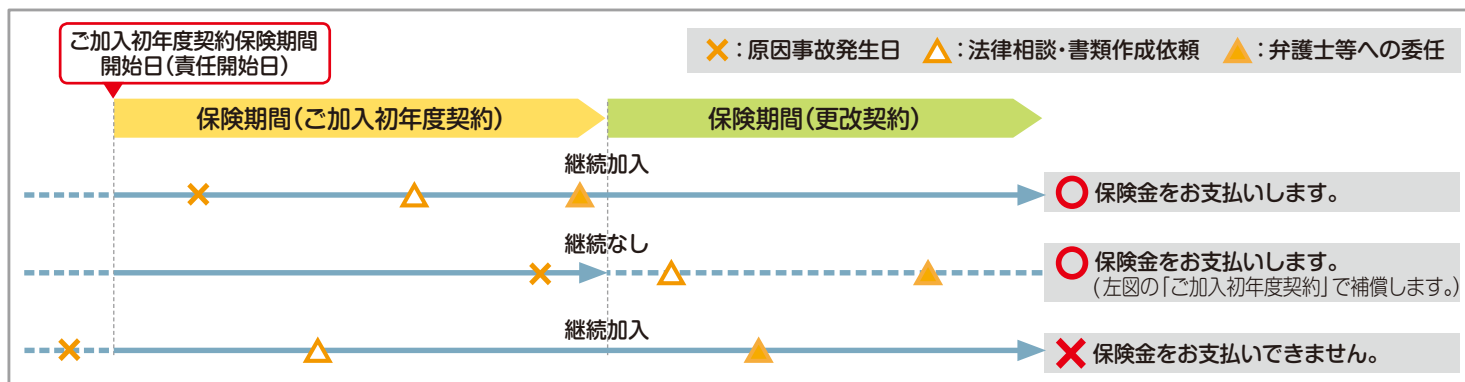 ご加入初年度契約保険期間
開始日(責任開始日)
×:原因事故発生日 △:法律相談・書類作成依頼 ▲:弁護士等への委任
保険期間(ご加入初年度契約) 保険期間(更改契約)
継続加入
保険金をお支払いします。
継続なし
保険金をお支払いします。
(左図の「ご加入初年度契約」で補償します。)
継続加入
保険金をお支払いできません。